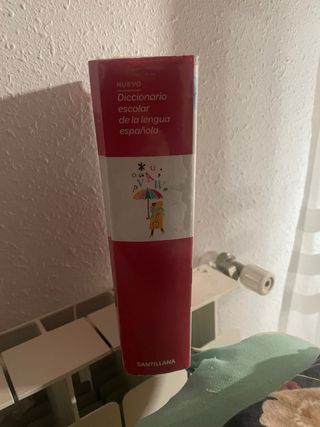 NUEVO
Diccionario
escolar
de la lengua
española
SANTILLANA